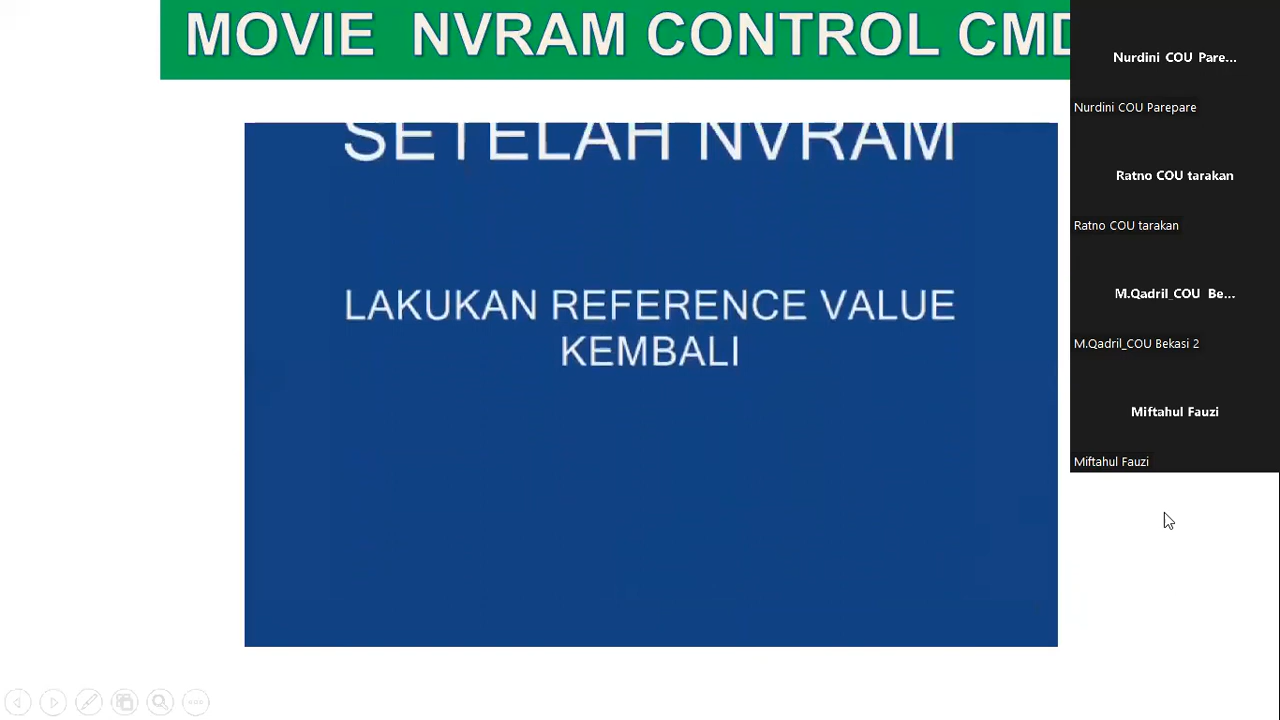 MOVIE NVRAM CONTROL CMD
SETELAH NVRAM
LAKUKAN REFERENCE VALUE
KEMBALI
Nurdini COU Pare...
Nurdini COU Parepare
Ratno COU tarakan
Ratno COU tarakan
M.Qadril_COU Be...
M.Qadril_COU Bekasi 2
Miftahul Fauzi
Miftahul Fauzi